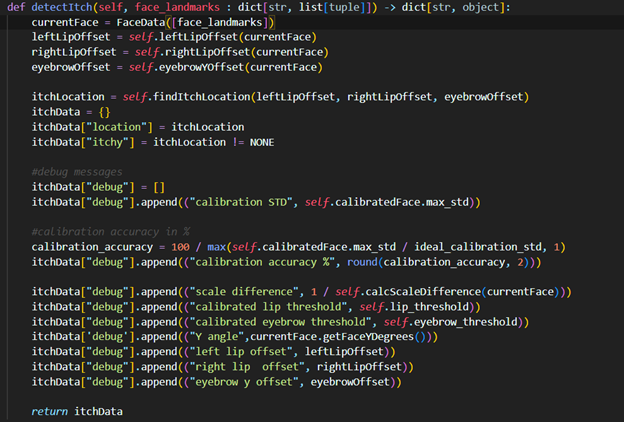 def detectItch(self, face_landmarks : dict[str, list[tuple]]) -> dict[str, object]:
    currentFace = FaceData([face_landmarks])
    leftLipOffset = self.leftLipOffset(currentFace)
    rightLipOffset = self.rightLipOffset(currentFace)
    eyebrowOffset = self.eyebrowYOffset(currentFace)

    itchLocation = self.findItchLocation(leftLipOffset, rightLipOffset, eyebrowOffset)
    itchData = {}
    itchData["location"] = itchLocation
    itchData["itchy"] = itchLocation != NONE

    #debug messages
    itchData["debug"] = []
    itchData["debug"].append(("calibration STD", self.calibratedFace.max_std))

    #calibration accuracy in %
    calibration_accuracy = 100 / max(self.calibratedFace.max_std / ideal_calibration_std, 1)
    itchData["debug"].append(("calibration accuracy %", round(calibration_accuracy, 2)))

    itchData["debug"].append(("scale difference", 1 / self.calcScaleDifference(currentFace)))
    itchData["debug"].append(("calibrated lip threshold", self.lip_threshold))
    itchData["debug"].append(("calibrated eyebrow threshold", self.eyebrow_threshold))
    itchData['debug'].append(("Y angle",currentFace.getFaceYDegrees()))
    itchData["debug"].append(("left lip offset", leftLipOffset))
    itchData["debug"].append(("right lip  offset", rightLipOffset))
    itchData["debug"].append(("eyebrow y offset", eyebrowOffset))

    return itchData